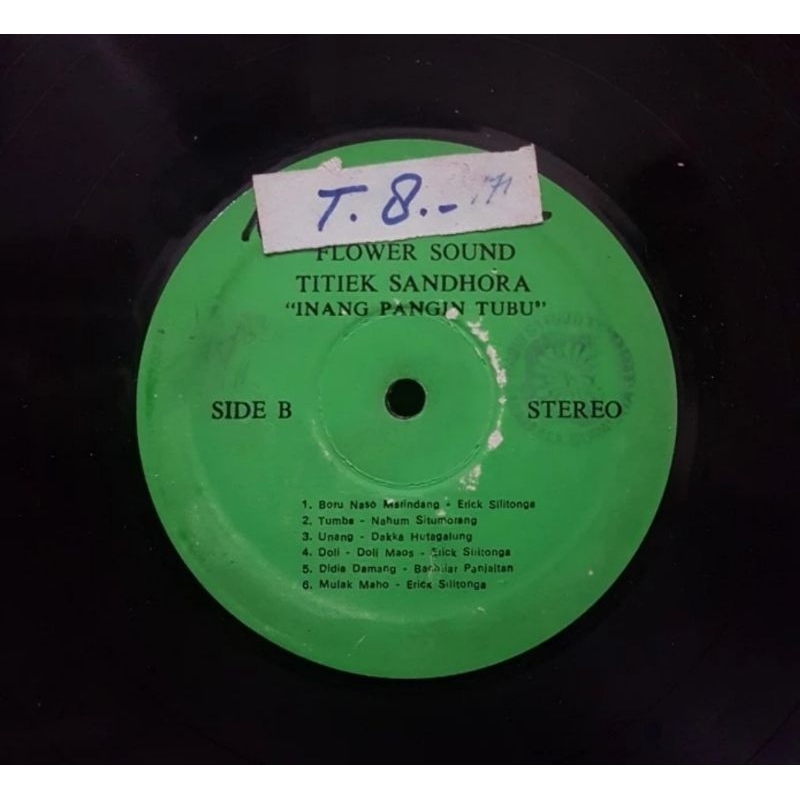 T. 8.- 171
FLOWER SOUND
TITIEK SANDHORA
"INANG PANGIN TUBU"
SIDE B
STEREO
1. Boru Naso Marindang - Erick Silitonga
2. Tumba - Nahum Situmorang
3. Unang - Dakka Hutagalung
4. Doli - Doli Maos - Erick Silitonga
5. Didia Damang - Bachtiar Panjaitan
6. Mulak Maho - Erick Silitonga